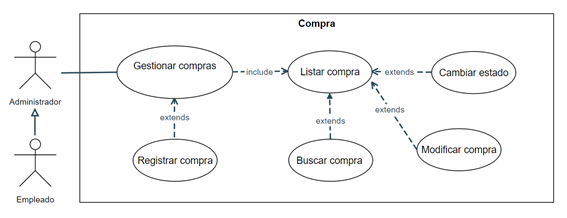 Compra
Gestionar compras
include
Listar compra
extends
Cambiar estado
Administrador
extends
extends
extends
Registrar compra
Buscar compra
Modificar compra
Empleado